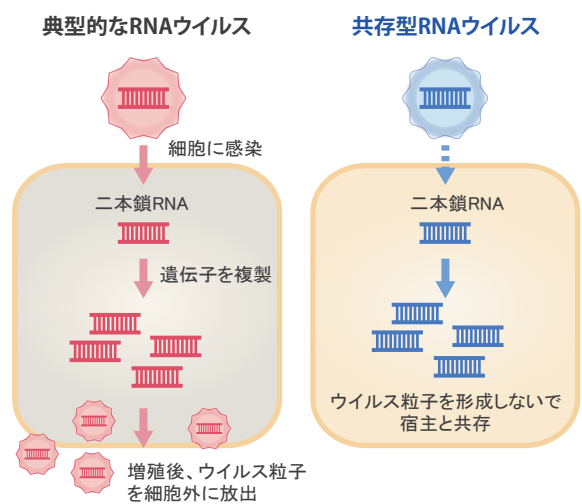 典型的なRNAウイルス
細胞に感染
二本鎖RNA
遺伝子を複製
増殖後、ウイルス粒子
を細胞外に放出
共存型RNAウイルス
二本鎖RNA
ウイルス粒子を形成しないで
宿主と共存